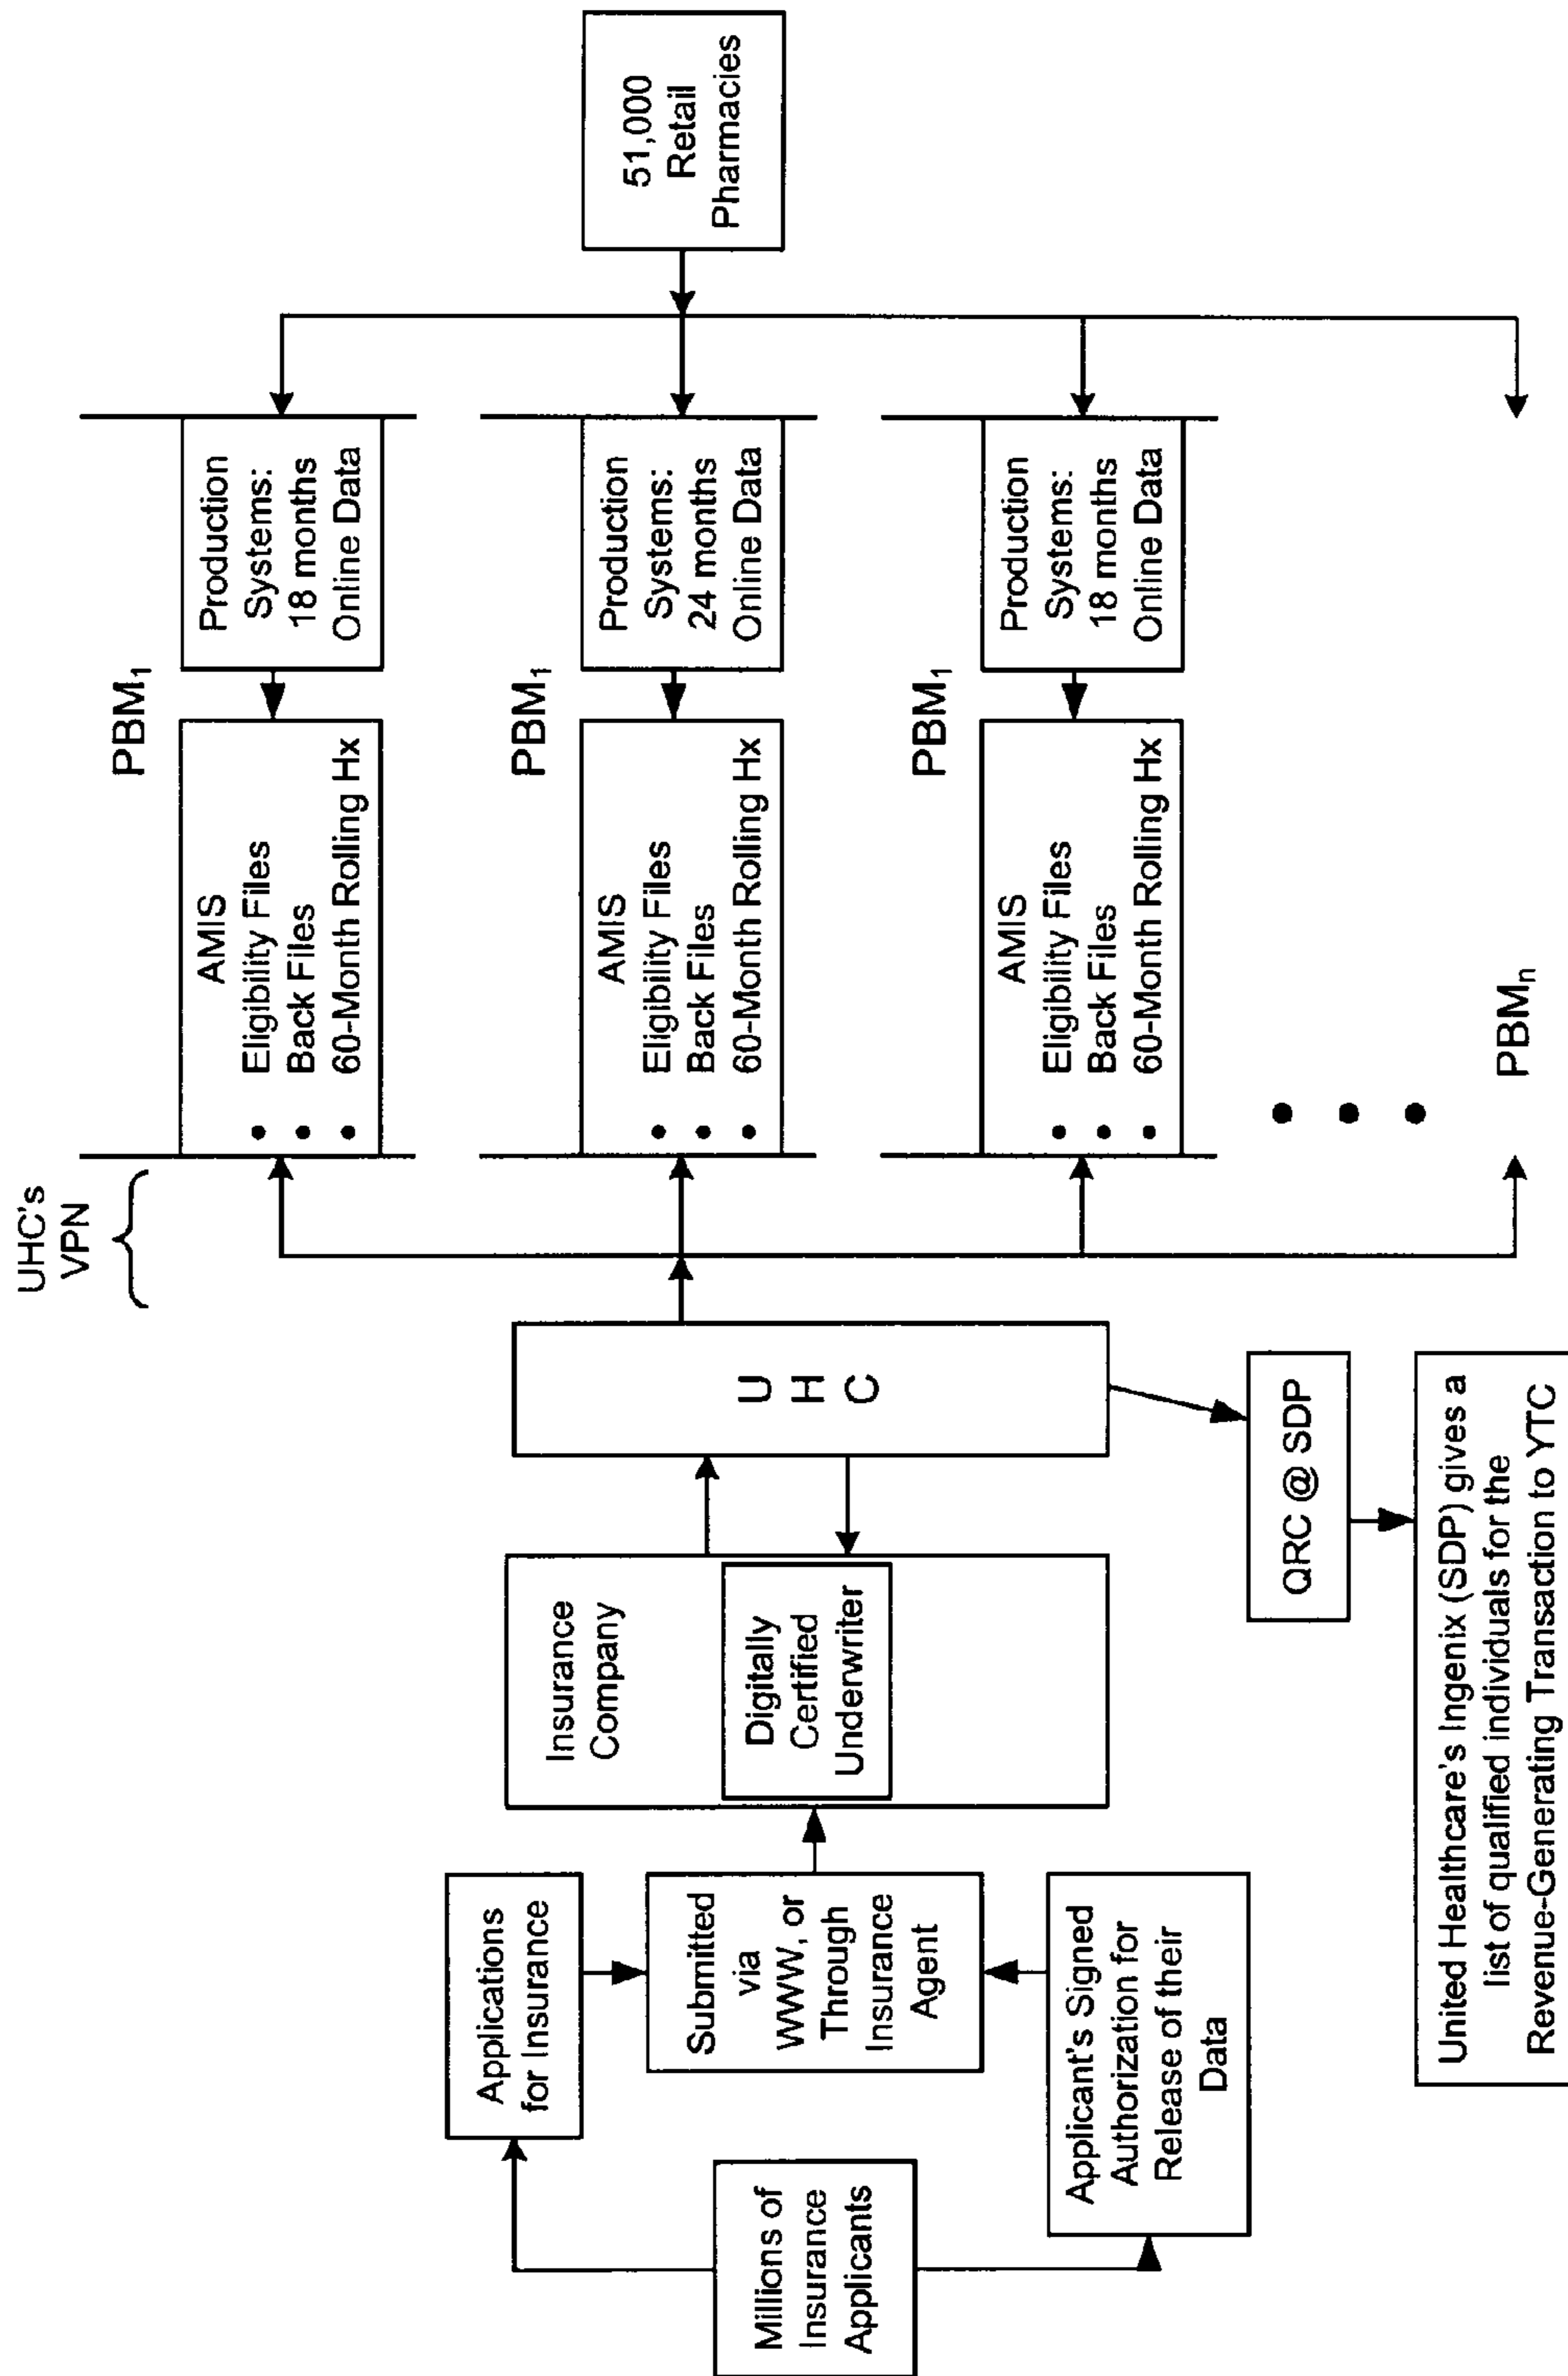 Millions of
Insurance
Applicants
Applications
for Insurance
Submitted
via
WWW, or
Through
Insurance
Agent
Applicant's Signed
Authorization for
Release of their
Data
Insurance
Company
Digitally
Certified
Underwriter
U
H
C
QRC @ SDP
United Healthcare's Ingenix (SDP) gives a
list of qualified individuals for the
Revenue-Generating Transaction to YTC
UHC's
VPN
PBM₁
AMIS
• Eligibility Files
• Back Files
• 60-Month Rolling Hx
Production
Systems:
18 months
Online Data
PBM₁
AMIS
• Eligibility Files
• Back Files
• 60-Month Rolling Hx
Production
Systems:
24 months
Online Data
PBM₁
AMIS
• Eligibility Files
• Back Files
• 60-Month Rolling Hx
Production
Systems:
18 months
Online Data
PBMₙ
51,000
Retail
Pharmacies